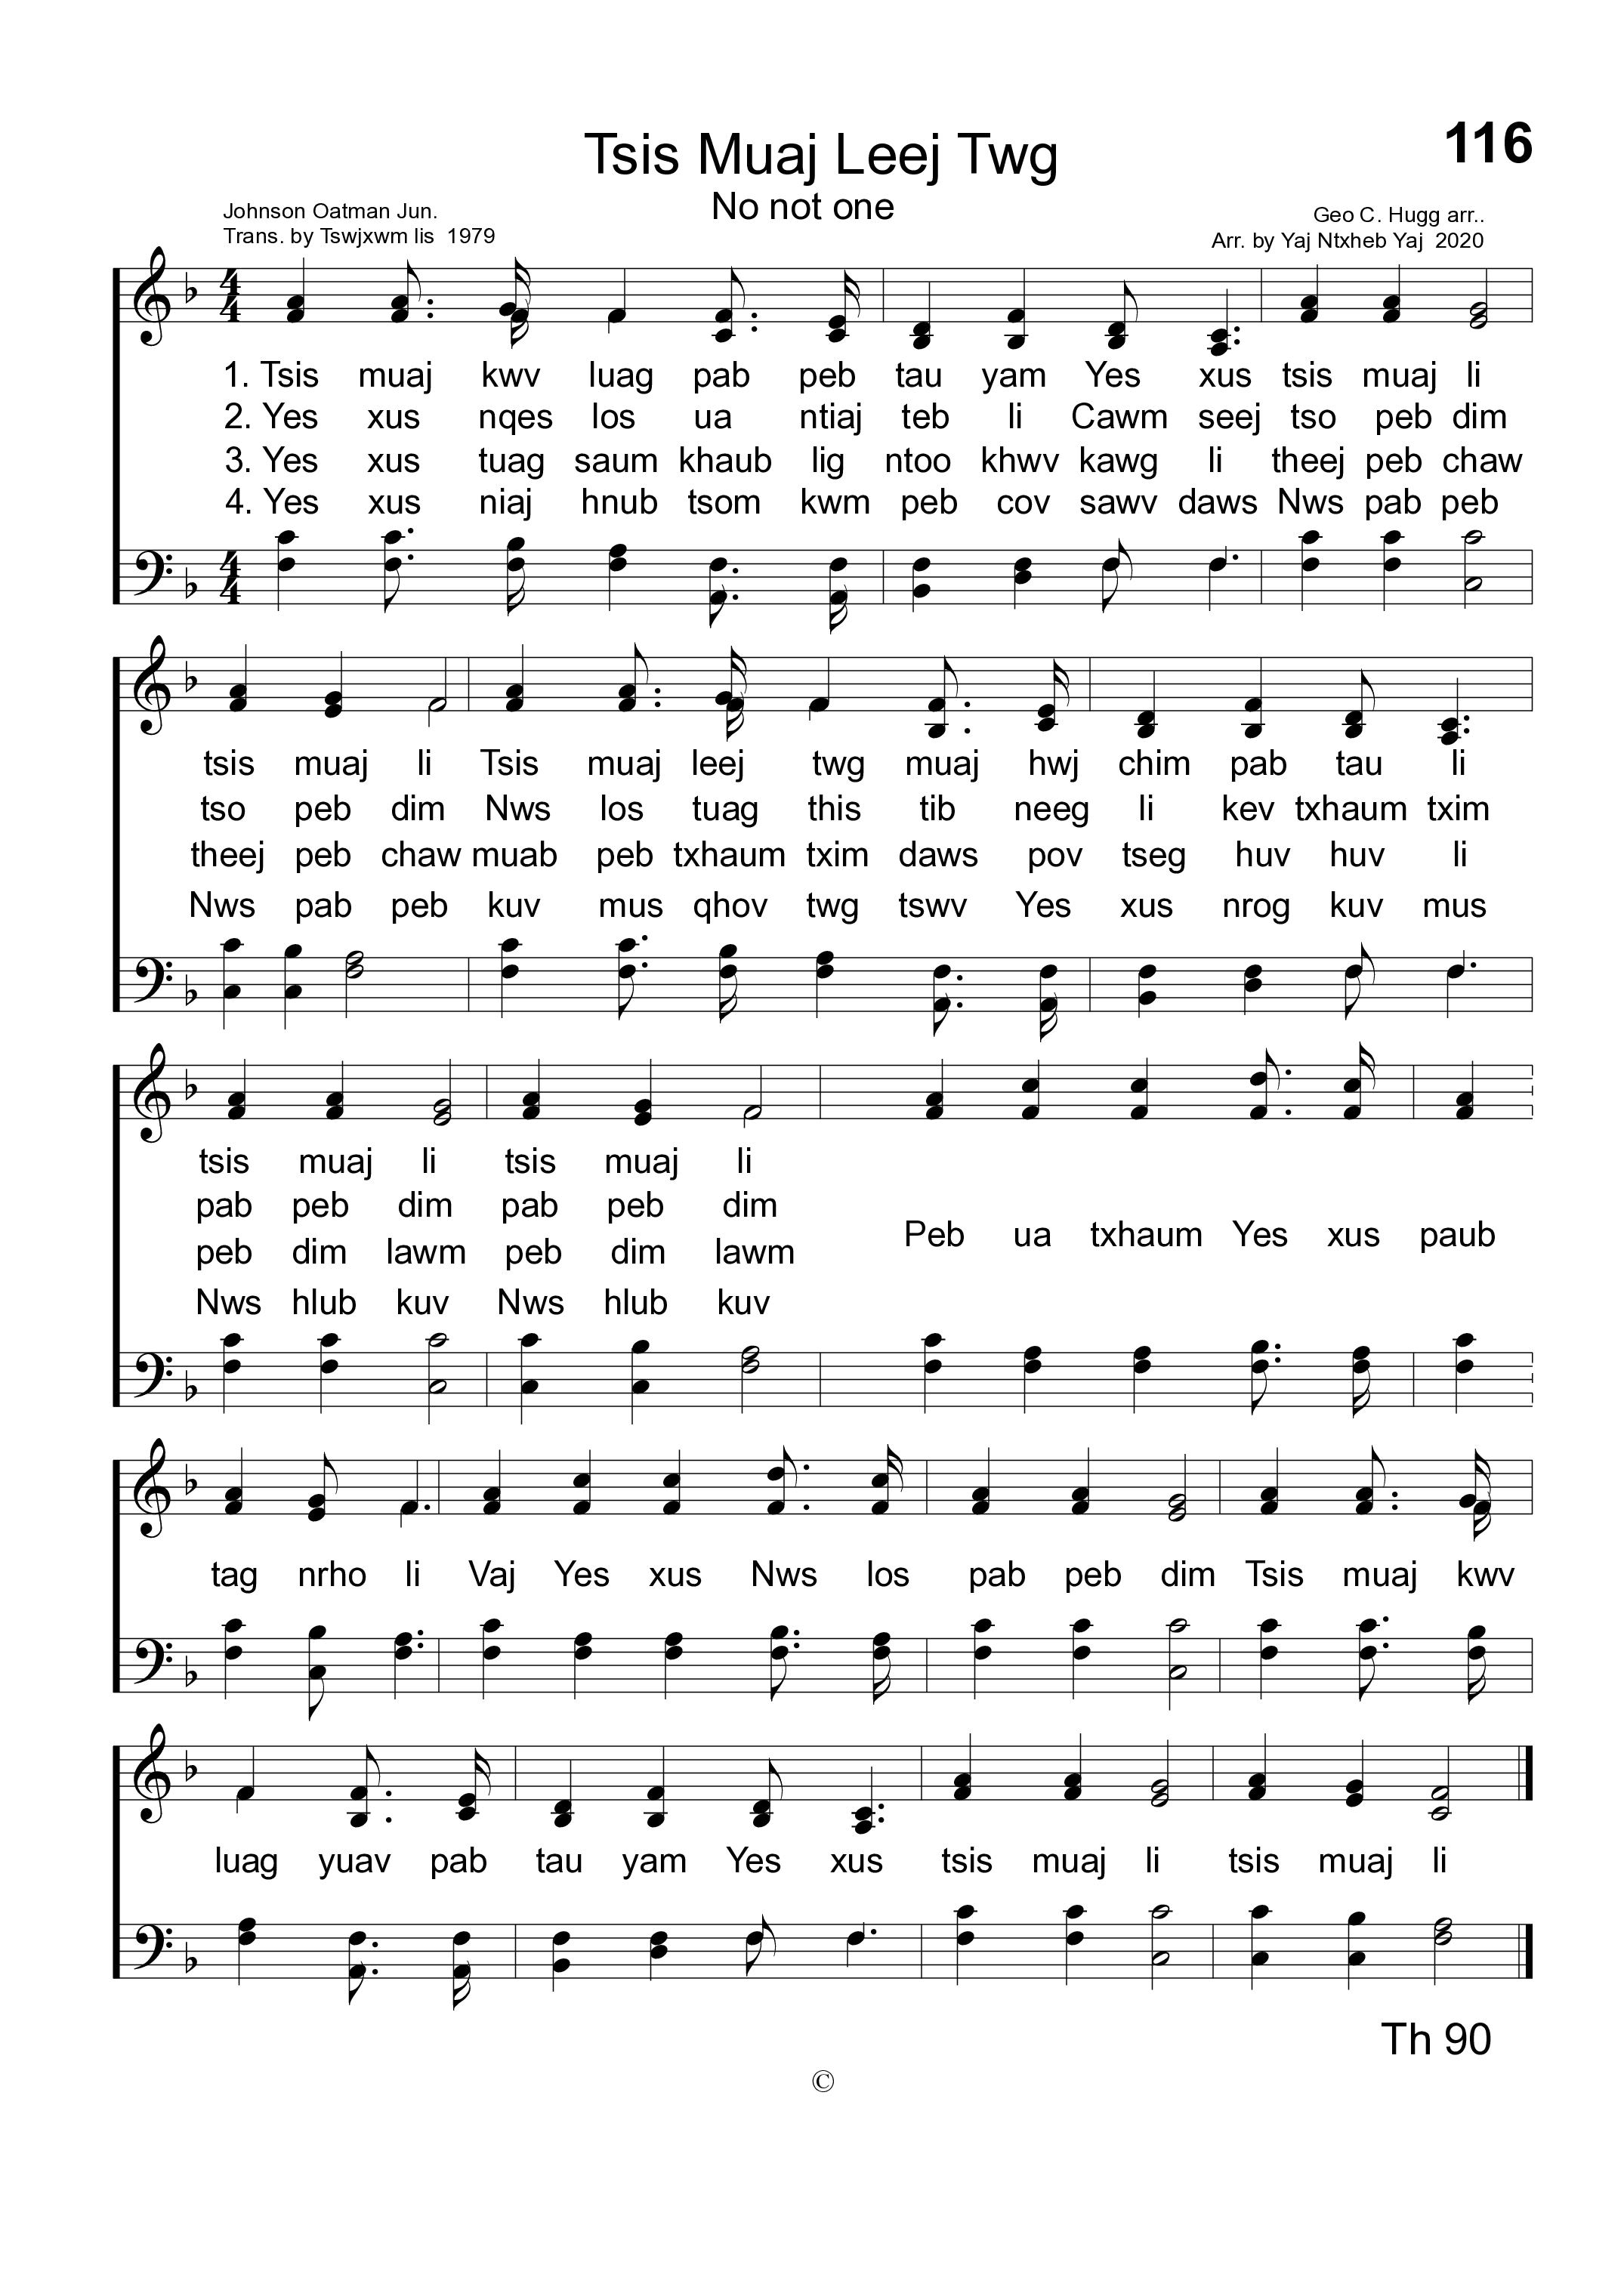 116
Tsis Muaj Leej Twg
No not one
Johnson Oatman Jun.
Trans. by Tswjxwm lis 1979
Geo C. Hugg arr..
Arr. by Yaj Ntxheb Yaj 2020
1. Tsis muaj kwv luag pab peb tau yam Yes xus tsis muaj li
2. Yes xus nqes los ua ntiaj teb li Cawm seej tso peb dim
3. Yes xus tuag saum khaub lig ntoo khwv kawg li theej peb chaw
4. Yes xus niaj hnub tsom kwm peb cov sawv daws Nws pab peb
tsis muaj li Tsis muaj leej twg muaj hwj chim pab tau li
tso peb dim Nws los tuag this tib neeg li kev txhaum txim
theej peb chaw muab peb txhaum txim daws pov tseg huv huv li
Nws pab peb kuv mus qhov twg tswv Yes xus nrog kuv mus
tsis muaj li tsis muaj li
pab peb dim pab peb dim
peb dim lawm peb dim lawm
Nws hlub kuv Nws hlub kuv
Peb ua txhaum Yes xus paub
tag nrho li Vaj Yes xus Nws los pab peb dim Tsis muaj kwv
luag yuav pab tau yam Yes xus tsis muaj li tsis muaj li
Th 90
©